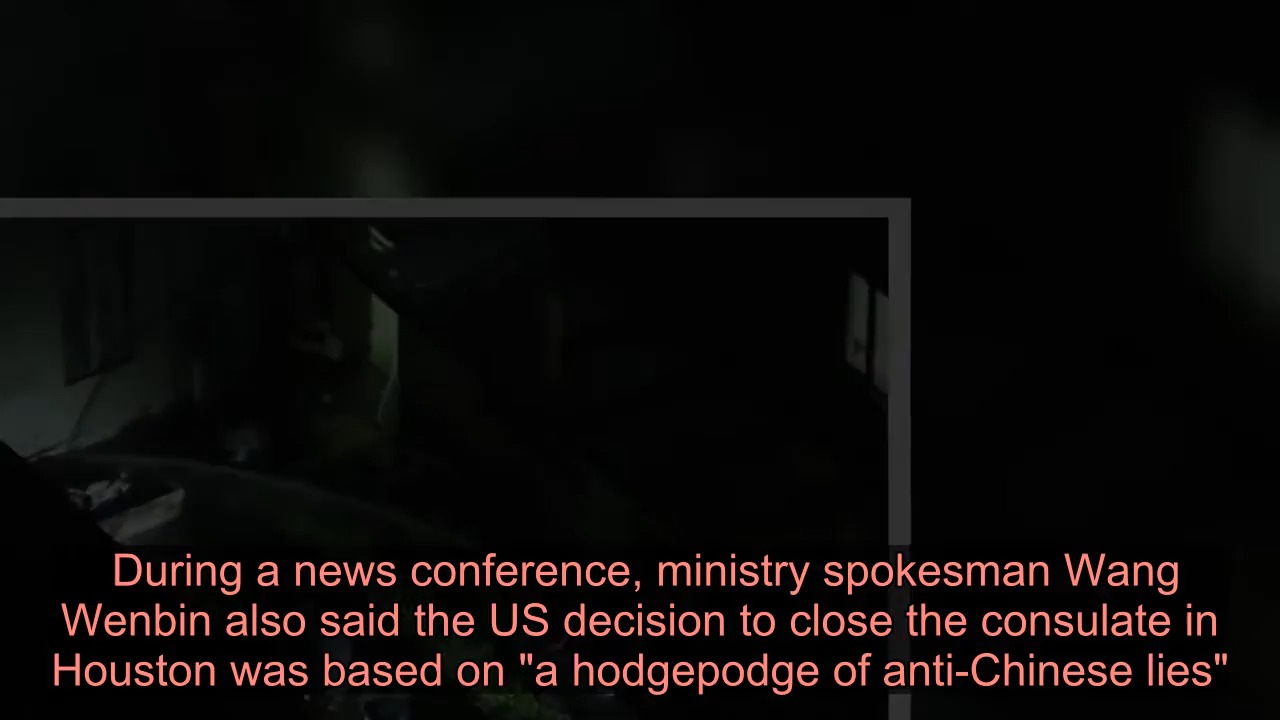 During a news conference, ministry spokesman Wang
Wenbin also said the US decision to close the consulate in
Houston was based on "a hodgepodge of anti-Chinese lies"